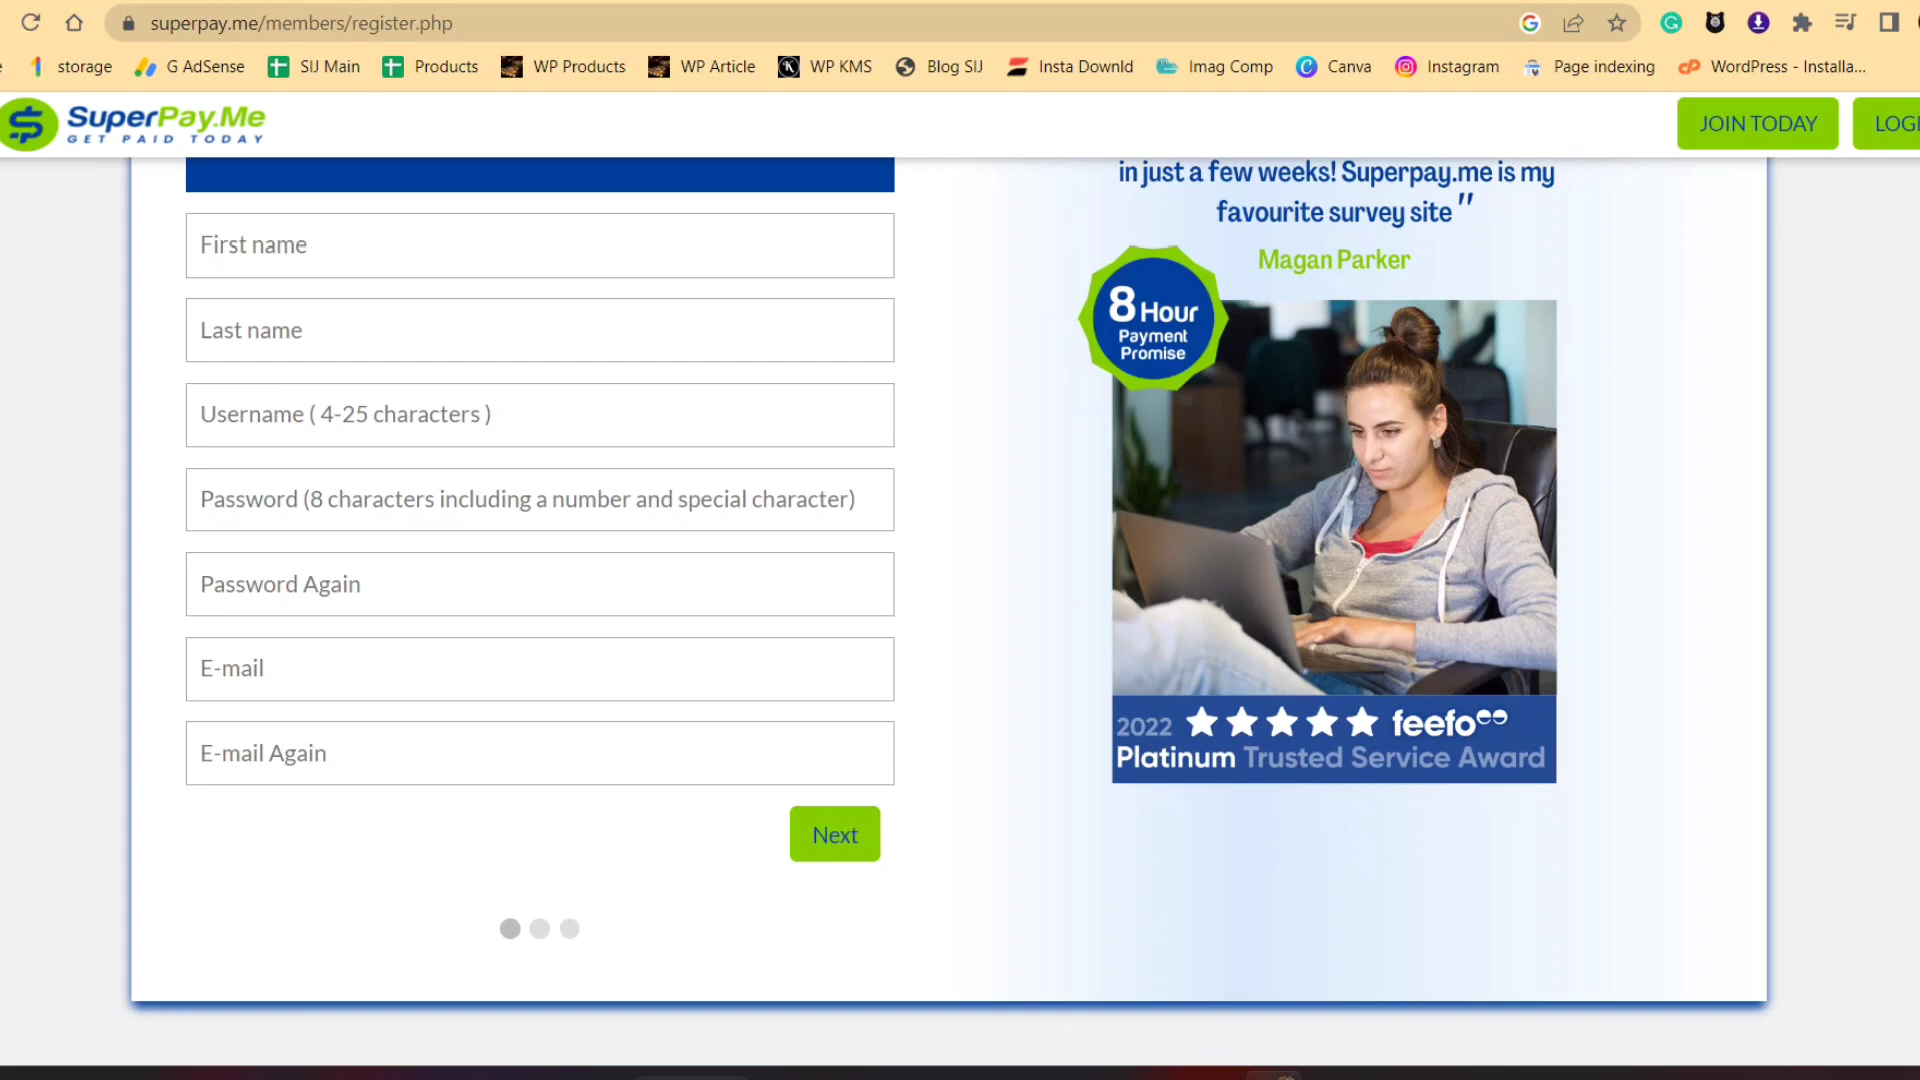 superpay.me/members/register.php
storage G AdSense SIJ Main Products WP Products WP Article WP KMS Blog SIJ Insta Downld Imag Comp Canva Instagram Page indexing WordPress - Installa...
SuperPay.Me
GET PAID TODAY
JOIN TODAY
LOGI
First name
Last name
Username ( 4-25 characters )
Password (8 characters including a number and special character)
Password Again
E-mail
E-mail Again
Next
in just a few weeks! Superpay.me is my
favourite survey site "
Magan Parker
8 Hour
Payment
Promise
2022 feefo
Platinum Trusted Service Award